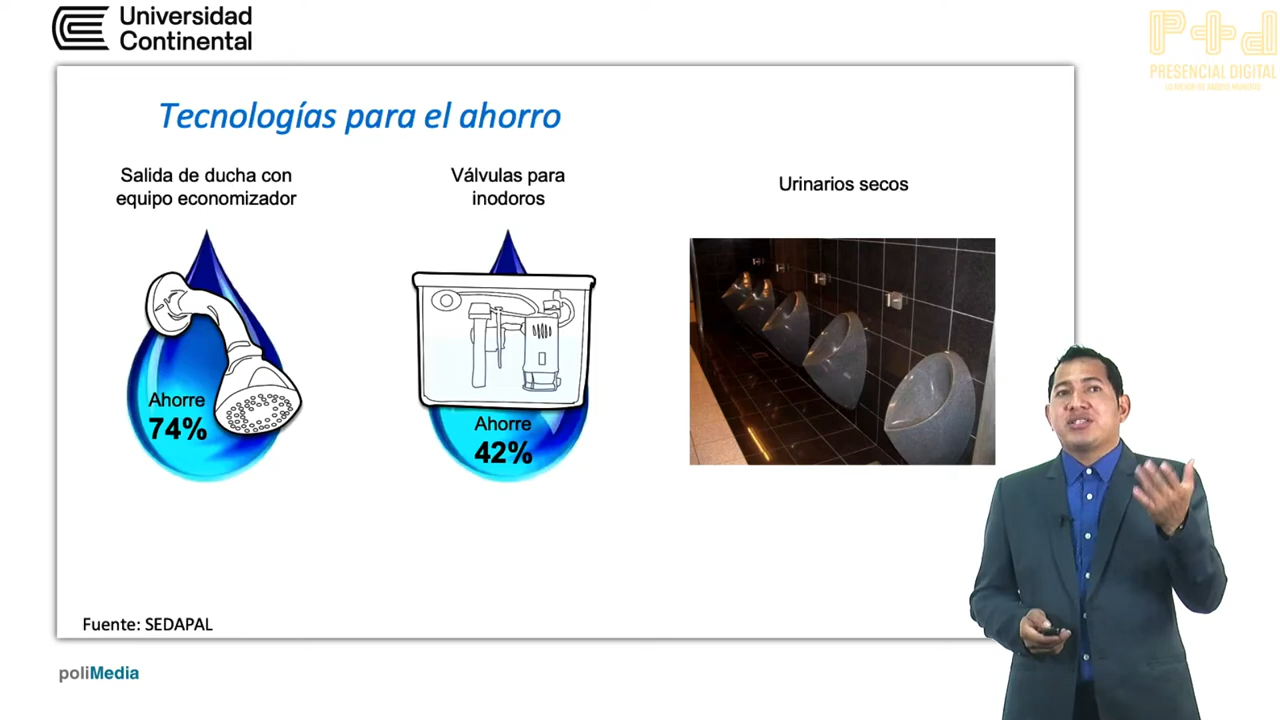 Universidad
Continental
P+d
PRESENCIAL DIGITAL
Tecnologías para el ahorro
Salida de ducha con
equipo economizador
Válvulas para
inodoros
Urinarios secos
Ahorre
74%
Ahorre
42%
Fuente: SEDAPAL
poliMedia